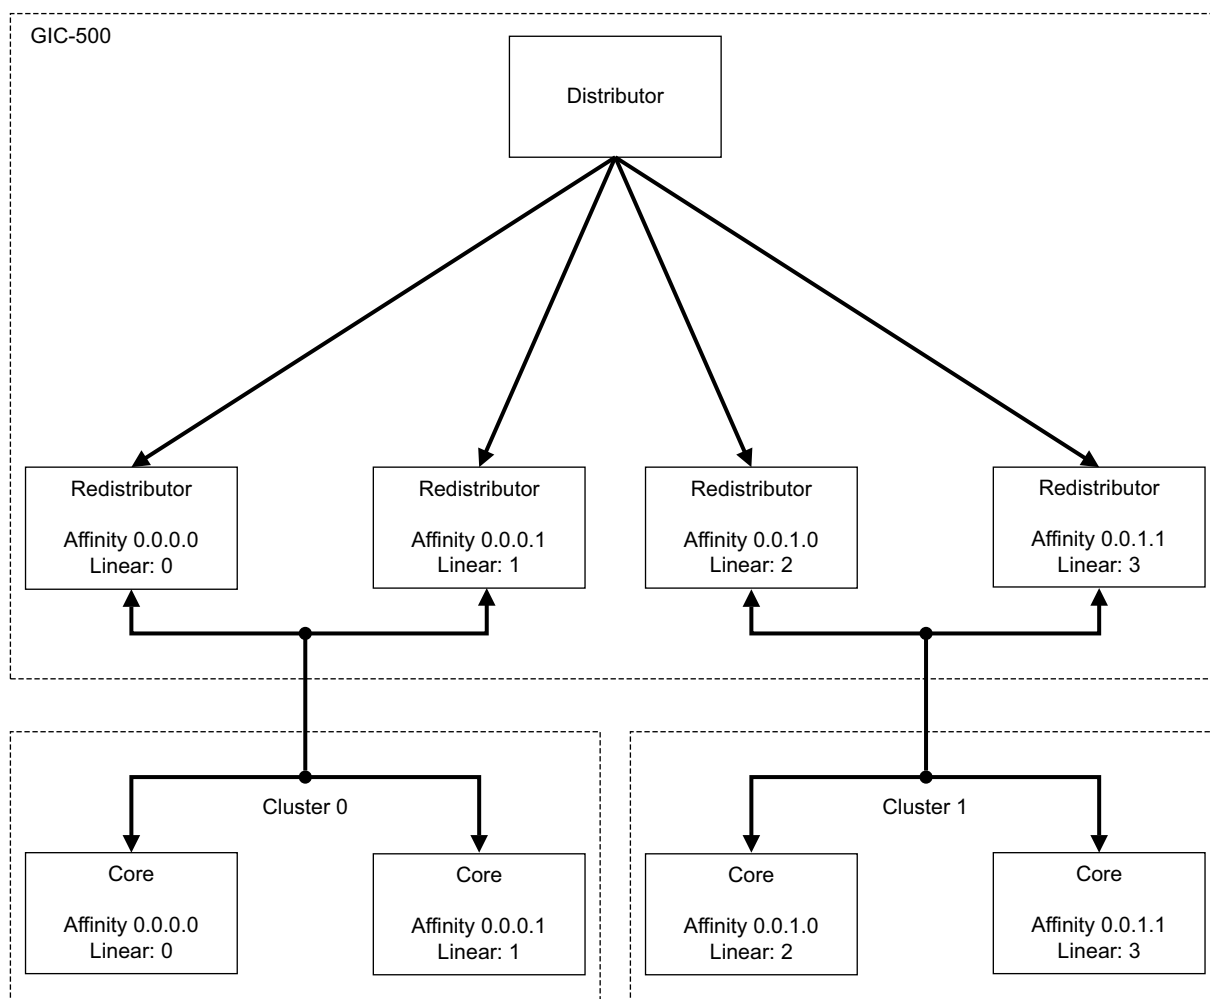 GIC-500
Distributor
Redistributor
Affinity 0.0.0.0
Linear: 0
Redistributor
Affinity 0.0.0.1
Linear: 1
Redistributor
Affinity 0.0.1.0
Linear: 2
Redistributor
Affinity 0.0.1.1
Linear: 3
Cluster 0
Cluster 1
Core
Affinity 0.0.0.0
Linear: 0
Core
Affinity 0.0.0.1
Linear: 1
Core
Affinity 0.0.1.0
Linear: 2
Core
Affinity 0.0.1.1
Linear: 3